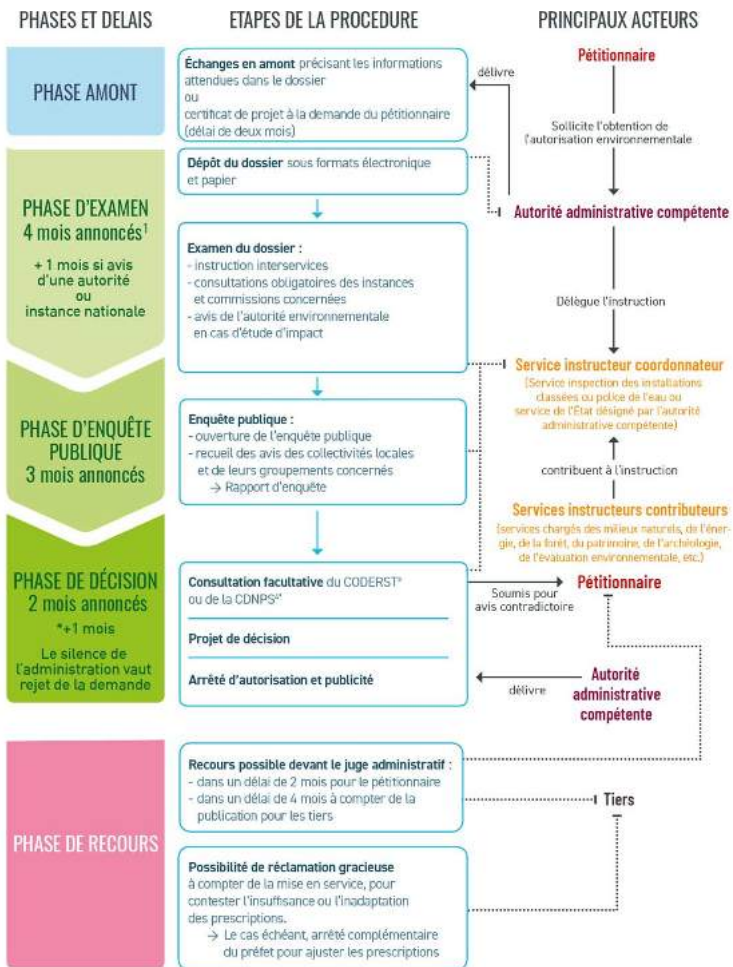 PHASES ET DELAIS
ETAPES DE LA PROCEDURE
PRINCIPAUX ACTEURS
PHASE AMONT
Échanges en amont précisant les informations
attendues dans le dossier
ou
certificat de projet à la demande du pétitionnaire
(délai de deux mois)
délivre
Pétitionnaire
Sollicite l'obtention de
l'autorisation environnementale
PHASE D'EXAMEN
4 mois annoncés¹
+ 1 mois si avis
d'une autorité
ou
instance nationale
Dépôt du dossier sous formats électronique
et papier
Autorité administrative compétente
Examen du dossier :
- instruction interservices
- consultations obligatoires des instances
et commissions concernées
- avis de l'autorité environnementale
en cas d'étude d'impact
Délègue l'instruction
Service instructeur coordonnateur
(Service inspection des installations
classées ou police de l'eau ou
service de l'État désigné par l'autorité
administrative compétente)
PHASE D'ENQUÊTE
PUBLIQUE
3 mois annoncés
Enquête publique :
- ouverture de l'enquête publique
- recueil des avis des collectivités locales
et de leurs groupements concernés
→ Rapport d'enquête
contribuent à l'instruction
Services instructeurs contributeurs
(services chargés des milieux naturels, de l'éner-
gie, de la forêt, du patrimoine, de l'archéologie,
de l'évaluation environnementale, etc.)
PHASE DE DÉCISION
2 mois annoncés
*+1 mois
Le silence de
l'administration vaut
rejet de la demande
Consultation facultative du CODERST*
ou de la CDNPS
Projet de décision
Arrêté d'autorisation et publicité
Soumis pour
avis contradictoire
Pétitionnaire
délivre
Autorité
administrative
compétente
PHASE DE RECOURS
Recours possible devant le juge administratif :
- dans un délai de 2 mois pour le pétitionnaire
- dans un délai de 4 mois à compter de la
publication pour les tiers
Tiers
Possibilité de réclamation gracieuse
à compter de la mise en service, pour
contester l'insuffisance ou l'inadaptation
des prescriptions.
→ Le cas échéant, arrêté complémentaire
du préfet pour ajuster les prescriptions